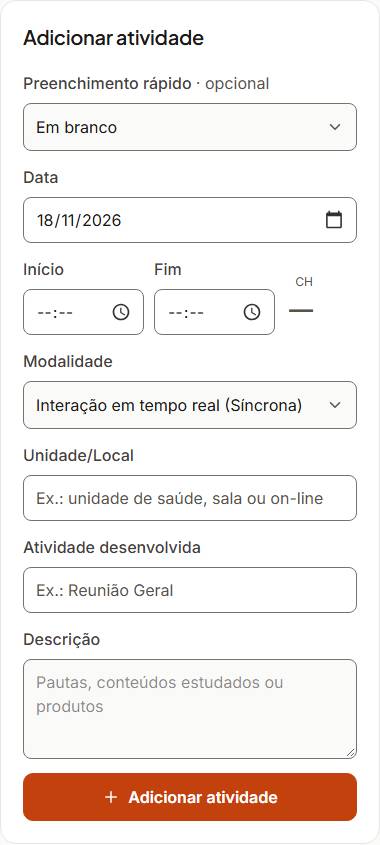 Adicionar atividade
Preenchimento rápido · opcional
Em branco
Data
18/11/2026
Início Fim CH
--:-- --:-- —
Modalidade
Interação em tempo real (Síncrona)
Unidade/Local
Ex.: unidade de saúde, sala ou on-line
Atividade desenvolvida
Ex.: Reunião Geral
Descrição
Pautas, conteúdos estudados ou
produtos
+ Adicionar atividade